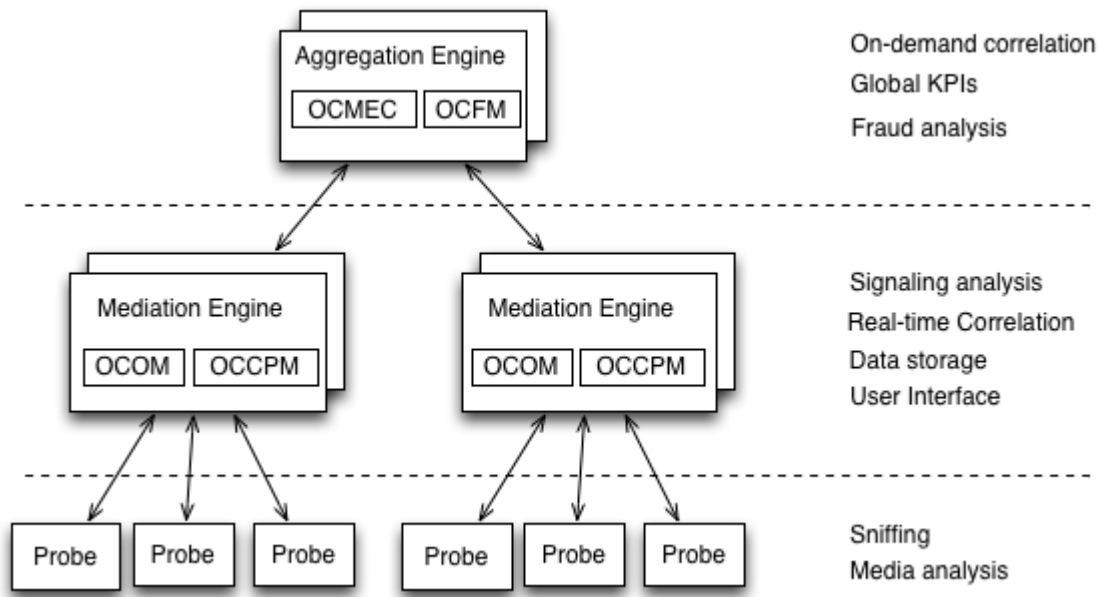 Aggregation Engine
OCMEC OCFM
On-demand correlation
Global KPIs
Fraud analysis
Mediation Engine
OCOM OCCPM
Mediation Engine
OCOM OCCPM
Signaling analysis
Real-time Correlation
Data storage
User Interface
Probe Probe Probe Probe Probe Probe
Sniffing
Media analysis